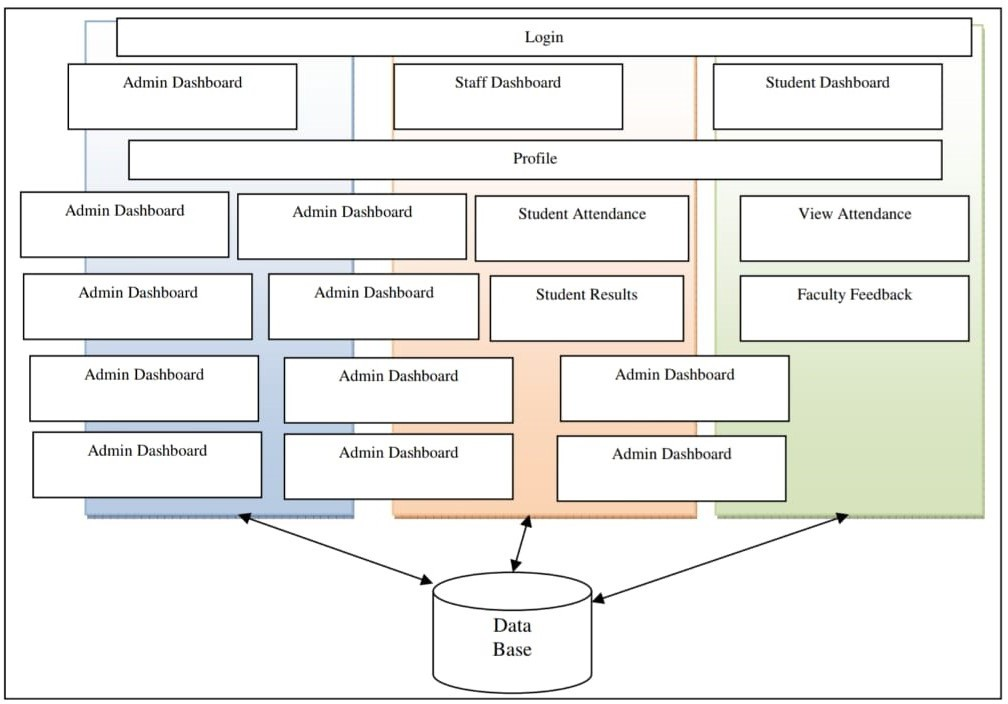 Login
Admin Dashboard
Staff Dashboard
Student Dashboard
Profile
Admin Dashboard
Admin Dashboard
Student Attendance
View Attendance
Admin Dashboard
Admin Dashboard
Student Results
Faculty Feedback
Admin Dashboard
Admin Dashboard
Admin Dashboard
Admin Dashboard
Admin Dashboard
Admin Dashboard
Data
Base